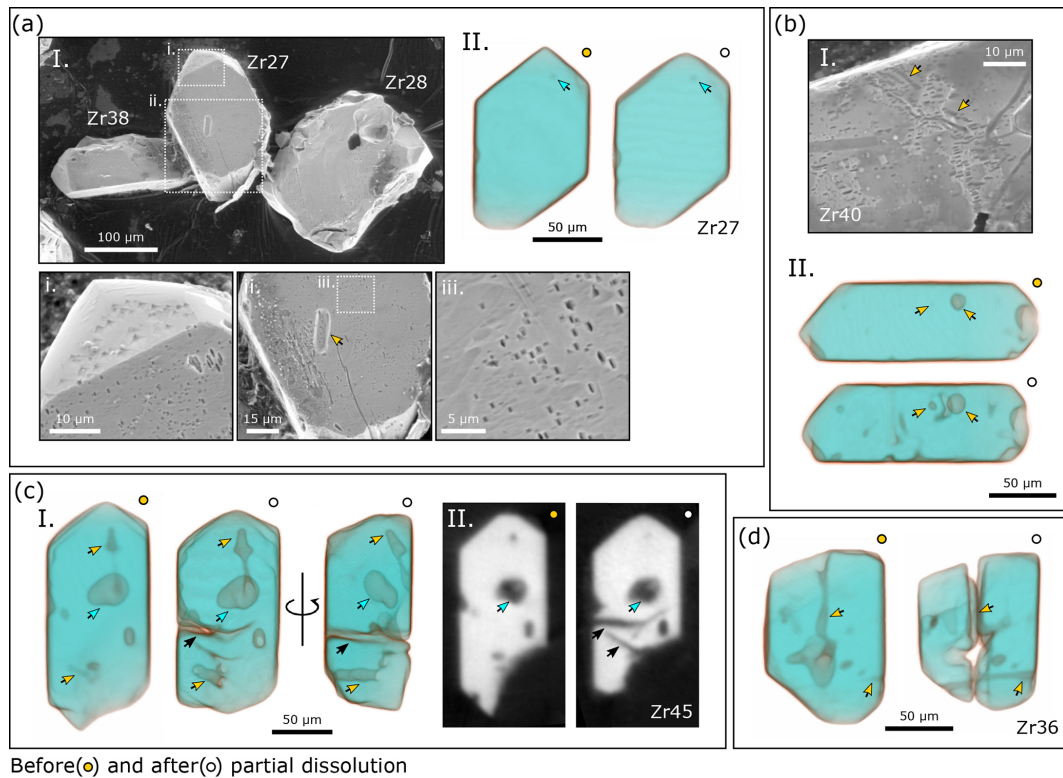 (a)
I.
i.
Zr27
ii.
Zr38
Zr28
100 µm
II.
50 µm
Zr27
i.
10 µm
ii.
iii.
15 µm
iii.
5 µm
(b)
I.
10 µm
Zr40
II.
50 µm
(c)
I.
50 µm
II.
Zr45
(d)
50 µm
Zr36
Before(●) and after(○) partial dissolution